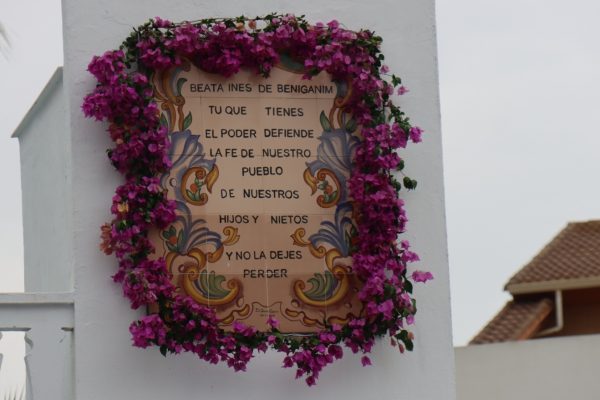 BEATA INES DE BENIGANIM
TU QUE TIENES
EL PODER DEFIENDE
LA FE DE NUESTRO
PUEBLO
DE NUESTROS
HIJOS Y NIETOS
Y NO LA DEJES
PERDER